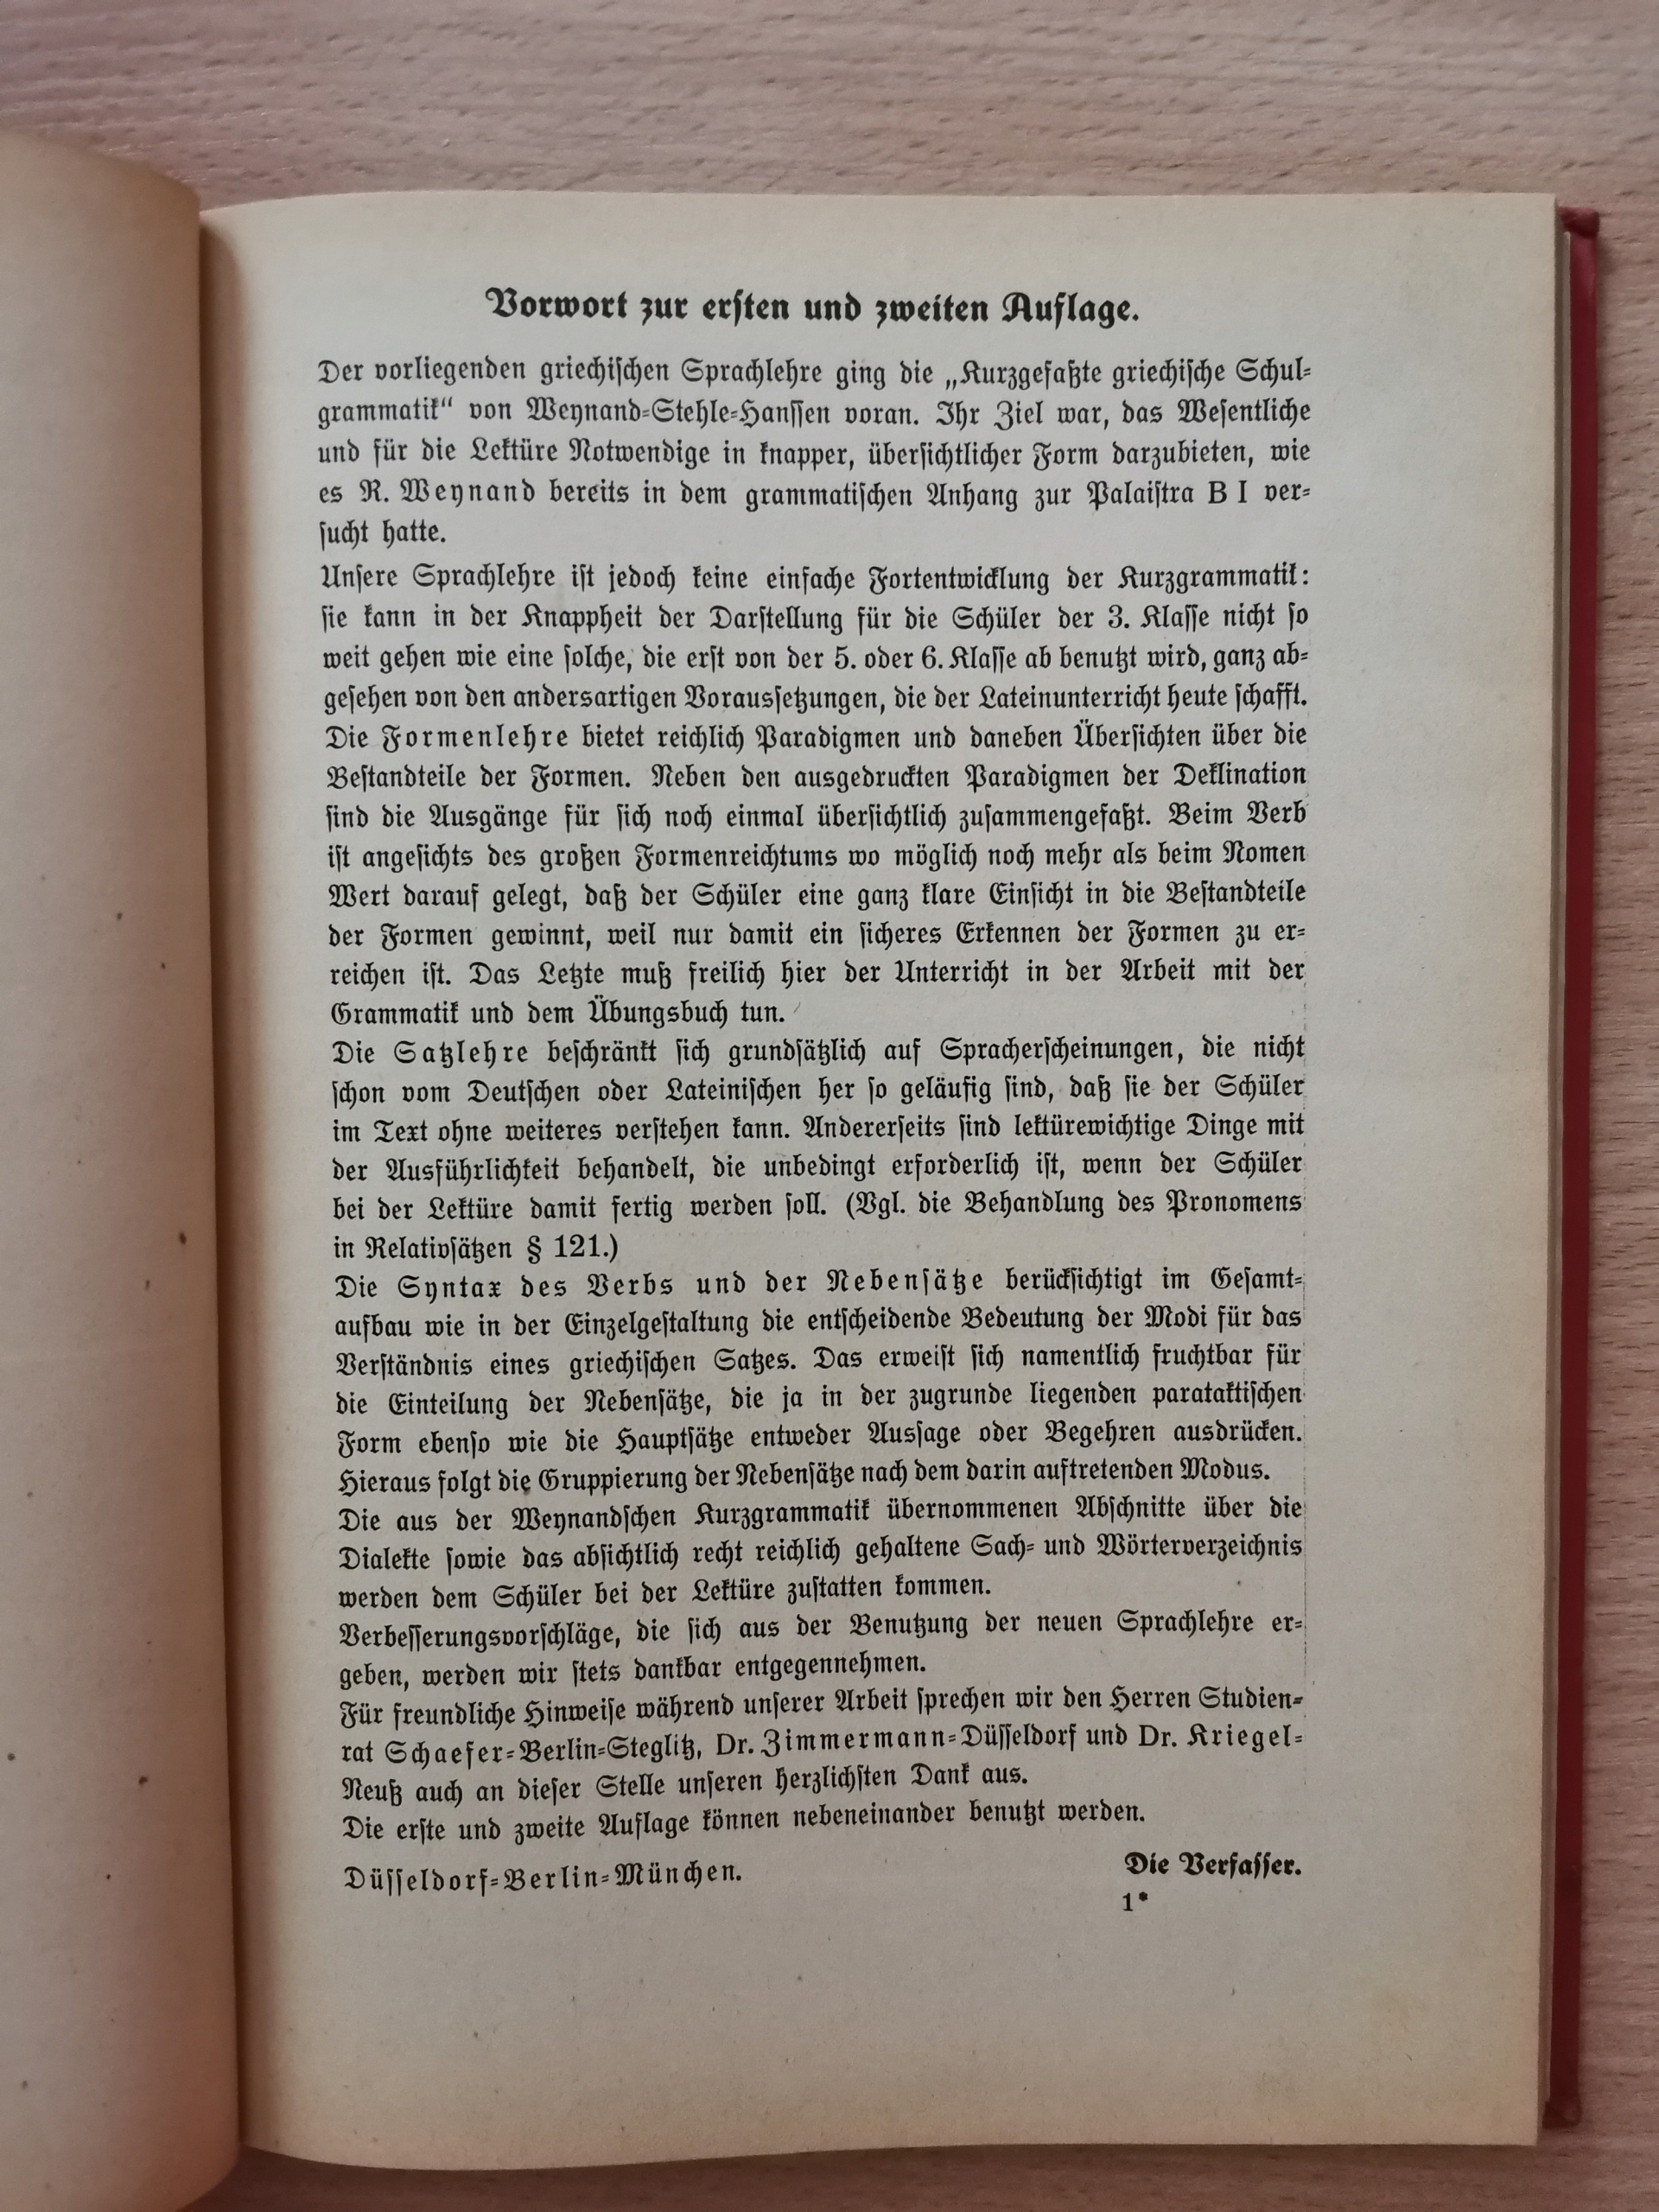 Vorwort zur ersten und zweiten Auflage.
Der vorliegenden griechischen Sprachlehre ging die „Kurzgefaßte griechische Schul-
grammatik“ von Weynand-Stehle-Hanssen voran. Ihr Ziel war, das Wesentliche
und für die Lektüre Notwendige in knapper, übersichtlicher Form darzubieten, wie
es R. Weynand bereits in dem grammatischen Anhang zur Palaistra B I ver-
sucht hatte.
Unsere Sprachlehre ist jedoch keine einfache Fortentwicklung der Kurzgrammatik:
sie kann in der Knappheit der Darstellung für die Schüler der 3. Klasse nicht so
weit gehen wie eine solche, die erst von der 5. oder 6. Klasse ab benutzt wird, ganz ab-
gesehen von den andersartigen Voraussetzungen, die der Lateinunterricht heute schafft.
Die Formenlehre bietet reichlich Paradigmen und daneben Übersichten über die
Bestandteile der Formen. Neben den ausgedruckten Paradigmen der Deklination
sind die Ausgänge für sich noch einmal übersichtlich zusammengefaßt. Beim Verb
ist angesichts des großen Formenreichtums wo möglich noch mehr als beim Nomen
Wert darauf gelegt, daß der Schüler eine ganz klare Einsicht in die Bestandteile
der Formen gewinnt, weil nur damit ein sicheres Erkennen der Formen zu er-
reichen ist. Das Letzte muß freilich hier der Unterricht in der Arbeit mit der
Grammatik und dem Übungsbuch tun.
Die Satzlehre beschränkt sich grundsätzlich auf Spracherscheinungen, die nicht
schon vom Deutschen oder Lateinischen her so geläufig sind, daß sie der Schüler
im Text ohne weiteres verstehen kann. Andererseits sind lektürewichtige Dinge mit
der Ausführlichkeit behandelt, die unbedingt erforderlich ist, wenn der Schüler
bei der Lektüre damit fertig werden soll. (Vgl. die Behandlung des Pronomens
in Relativsätzen § 121.)
Die Syntax des Verbs und der Nebensätze berücksichtigt im Gesamt-
aufbau wie in der Einzelgestaltung die entscheidende Bedeutung der Modi für das
Verständnis eines griechischen Satzes. Das erweist sich namentlich fruchtbar für
die Einteilung der Nebensätze, die ja in der zugrunde liegenden parataktischen
Form ebenso wie die Hauptsätze entweder Aussage oder Begehren ausdrücken.
Hieraus folgt die Gruppierung der Nebensätze nach dem darin auftretenden Modus.
Die aus der Weynandschen Kurzgrammatik übernommenen Abschnitte über die
Dialekte sowie das absichtlich recht reichlich gehaltene Sach- und Wörterverzeichnis
werden dem Schüler bei der Lektüre zustatten kommen.
Verbesserungsvorschläge, die sich aus der Benutzung der neuen Sprachlehre er-
geben, werden wir stets dankbar entgegennehmen.
Für freundliche Hinweise während unserer Arbeit sprechen wir den Herren Studien-
rat Schaefer-Berlin-Steglitz, Dr. Zimmermann-Düsseldorf und Dr. Kriegel-
Neuß auch an dieser Stelle unseren herzlichsten Dank aus.
Die erste und zweite Auflage können nebeneinander benutzt werden.
Düsseldorf-Berlin-München. Die Verfasser.
1*